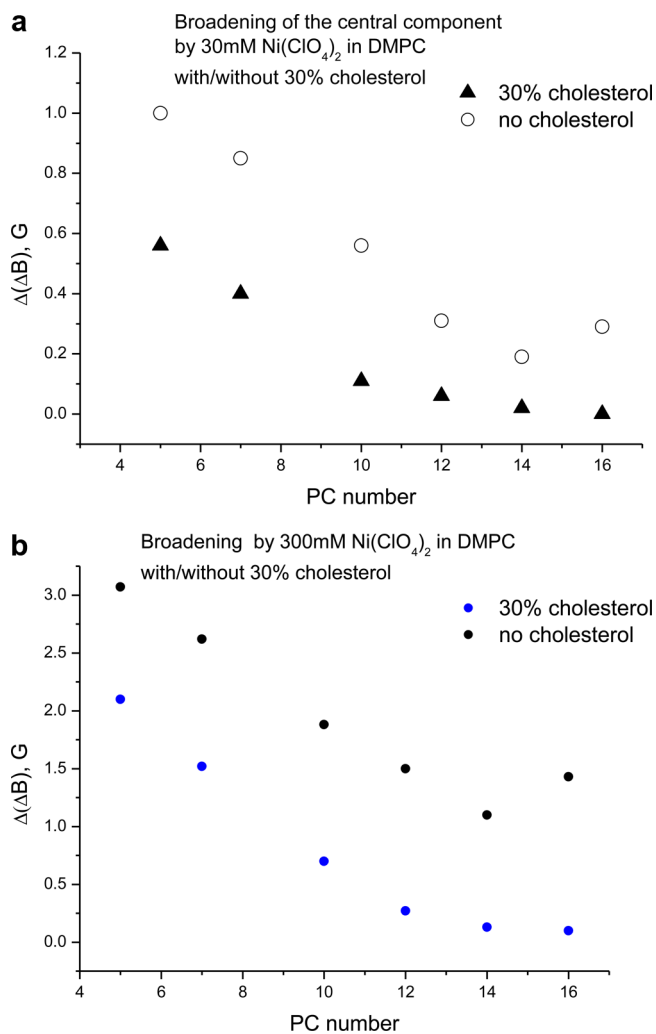 a
Broadening of the central component
by 30mM Ni(ClO4)2 in DMPC
with/without 30% cholesterol
30% cholesterol
no cholesterol
1.2
1.0
0.8
0.6
0.4
0.2
0.0
Δ(ΔB), G
4 6 8 10 12 14 16
PC number
b
Broadening by 300mM Ni(ClO4)2 in DMPC
with/without 30% cholesterol
30% cholesterol
no cholesterol
3.0
2.5
2.0
1.5
1.0
0.5
0.0
Δ(ΔB), G
4 6 8 10 12 14 16
PC number